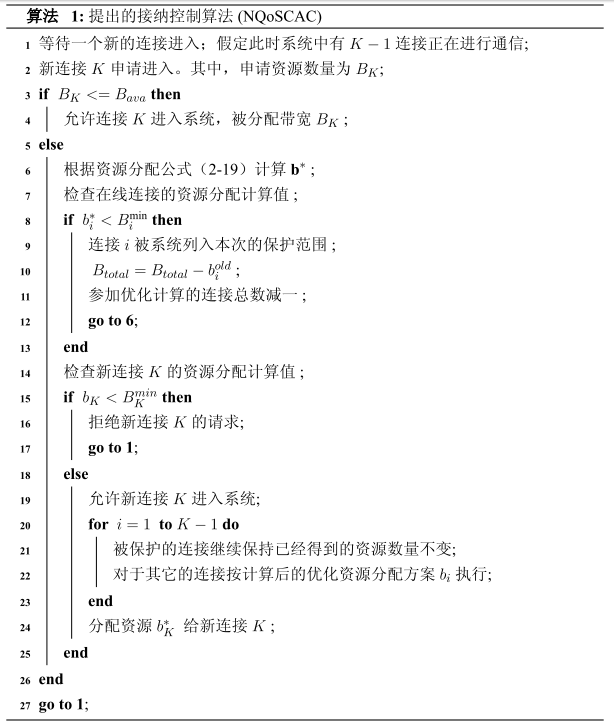 算法 1: 提出的接纳控制算法 (NQoSCAC)
1 等待一个新的连接进入；假定此时系统中有 K − 1 连接正在进行通信;
2 新连接 K 申请进入。其中，申请资源数量为 B_K;
3 if B_K <= B_ava then
4 允许连接 K 进入系统，被分配带宽 B_K ;
5 else
6 根据资源分配公式（2-19）计算 b* ;
7 检查在线连接的资源分配计算值 ;
8 if b_i^* < B_i^min then
9 连接 i 被系统列入本次的保护范围 ;
10 B_total = B_total − b_i^old ;
11 参加优化计算的连接总数减一 ;
12 go to 6;
13 end
14 检查新连接 K 的资源分配计算值 ;
15 if b_K < B_K^min then
16 拒绝新连接 K 的请求;
17 go to 1;
18 else
19 允许新连接 K 进入系统;
20 for i = 1 to K − 1 do
21 被保护的连接继续保持已经得到的资源数量不变;
22 对于其它的连接按计算后的优化资源分配方案 b_i 执行;
23 end
24 分配资源 b_K^* 给新连接 K ;
25 end
26 end
27 go to 1;